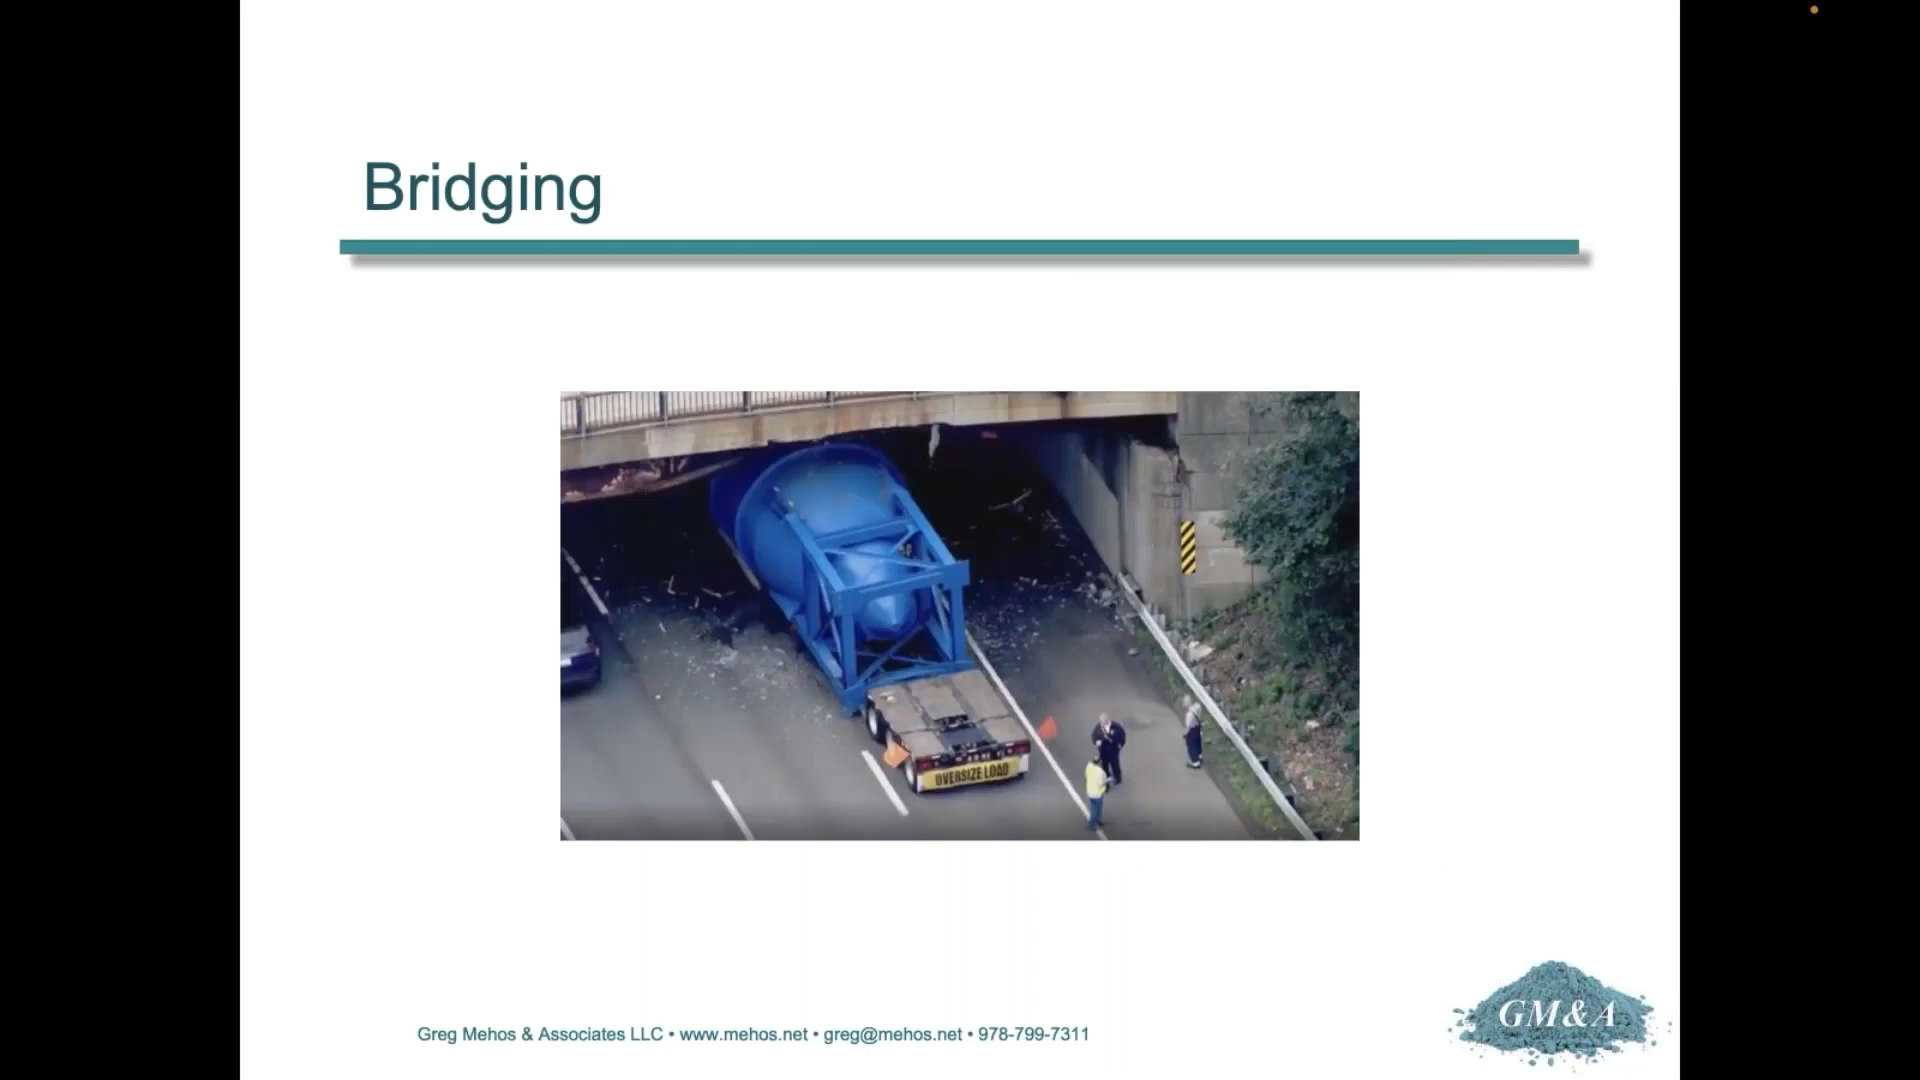 Bridging
OVERSIZE LOAD
Greg Mehos & Associates LLC • www.mehos.net • greg@mehos.net • 978-799-7311
GM&A